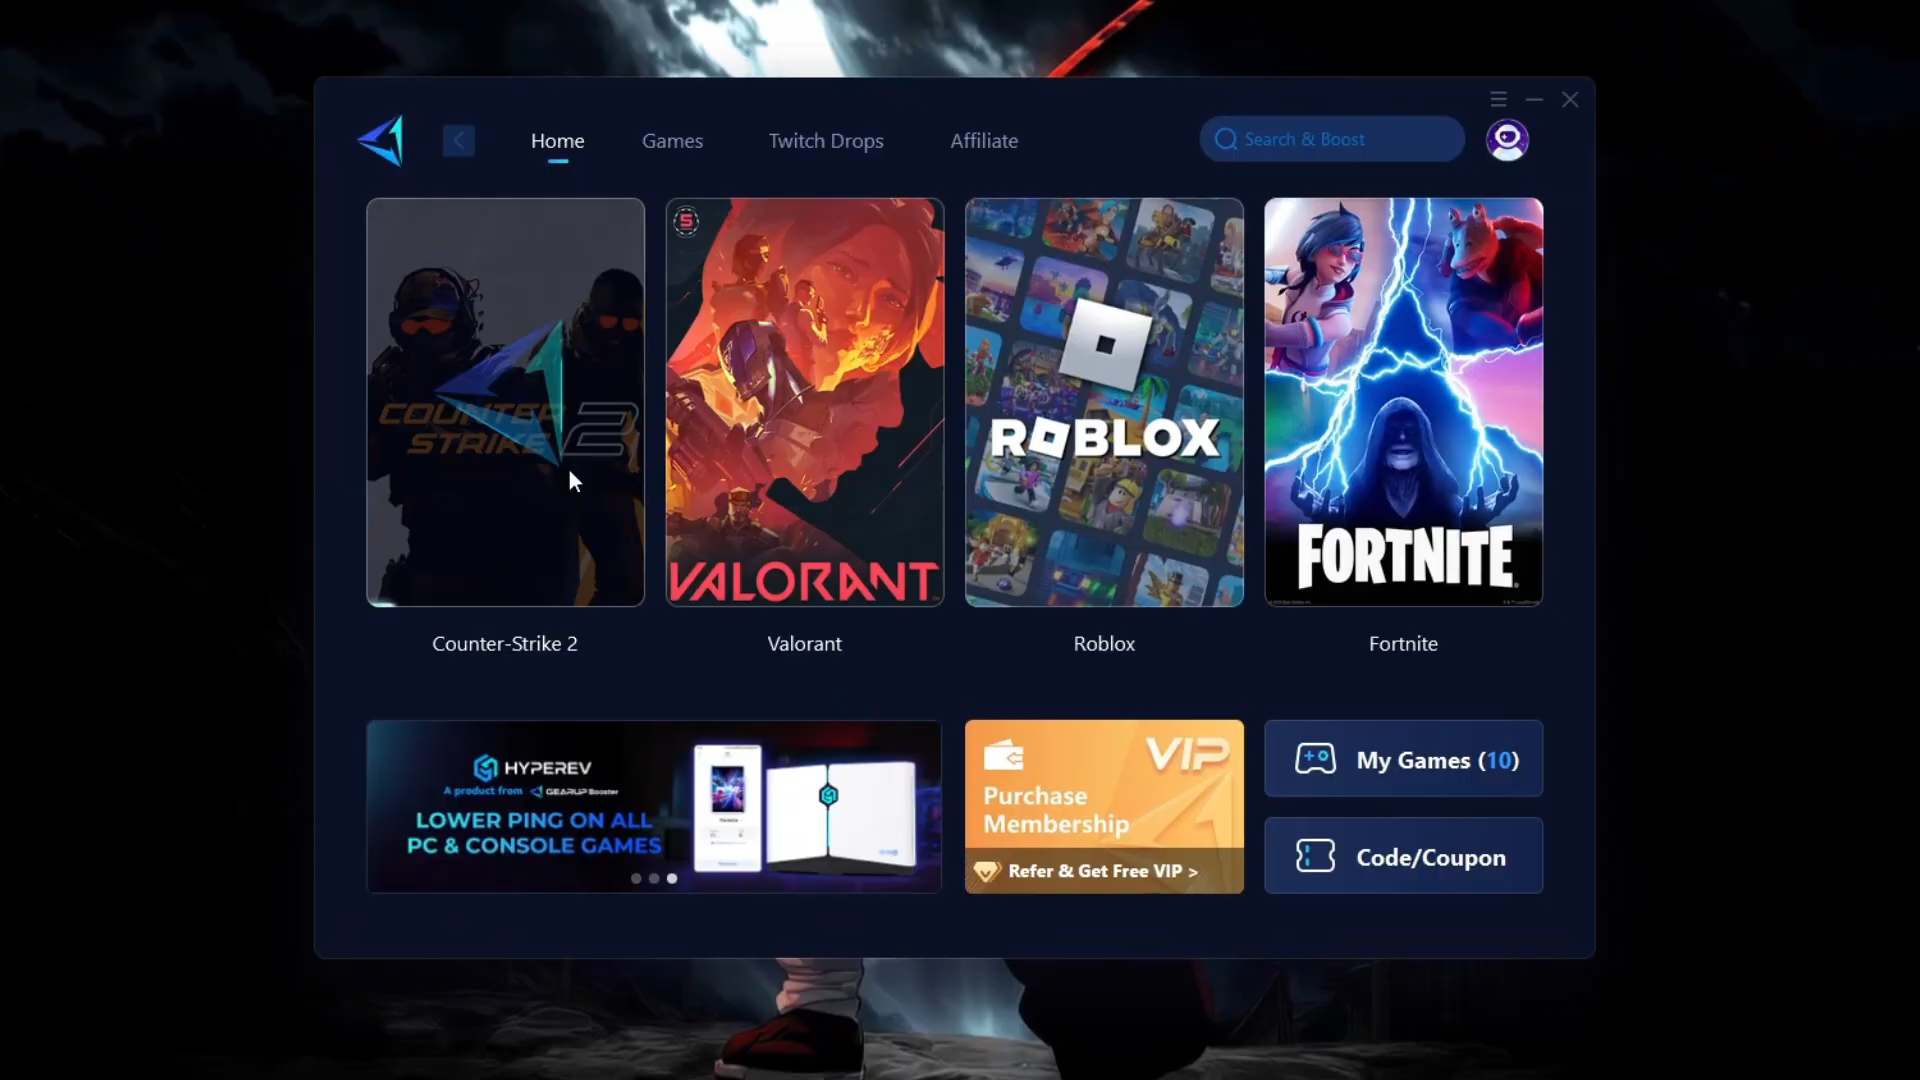 Home
Games
Twitch Drops
Affiliate
Search & Boost
COUNTER
STRIKE 2
S
VALORANT
ROBLOX
FORTNITE
Counter-Strike 2
Valorant
Roblox
Fortnite
HYPEREV
A product from GEARUP Booster
LOWER PING ON ALL
PC & CONSOLE GAMES
VIP
Purchase
Membership
Refer & Get Free VIP >
My Games (10)
Code/Coupon